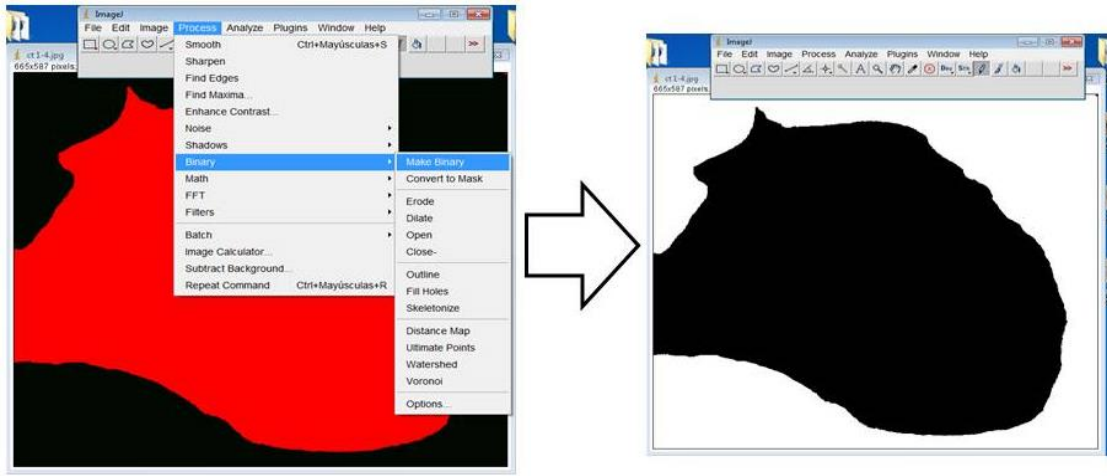 ImageJ
File Edit Image Process Analyze Plugins Window Help
>>
ct1-4.jpg
665x587 pixels;
Smooth Ctrl+Mayúsculas+S
Sharpen
Find Edges
Find Maxima...
Enhance Contrast...
Noise
Shadows
Binary
Math
FFT
Filters
Batch
Image Calculator...
Subtract Background...
Repeat Command Ctrl+Mayúsculas+R
Make Binary
Convert to Mask
Erode
Dilate
Open
Close-
Outline
Fill Holes
Skeletonize
Distance Map
Ultimate Points
Watershed
Voronoi
Options...
ImageJ
File Edit Image Process Analyze Plugins Window Help
A Dev Stk >>
ct1-4.jpg
665x587 pixels